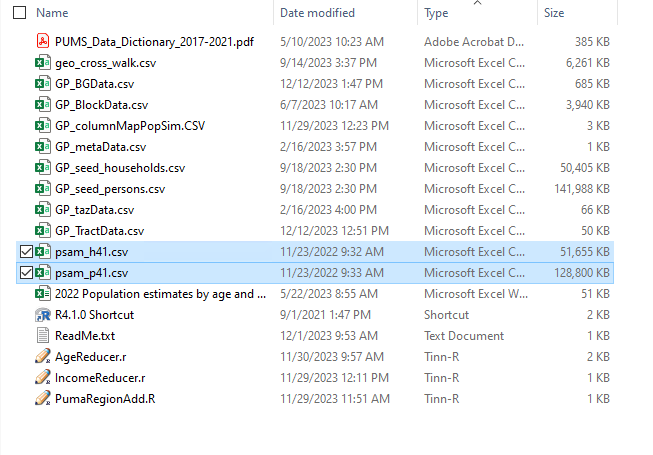 Name Date modified Type Size
PUMS_Data_Dictionary_2017-2021.pdf 5/10/2023 10:23 AM Adobe Acrobat D... 385 KB
geo_cross_walk.csv 9/14/2023 3:37 PM Microsoft Excel C... 6,261 KB
GP_BGData.csv 12/12/2023 1:47 PM Microsoft Excel C... 685 KB
GP_BlockData.csv 6/7/2023 10:17 AM Microsoft Excel C... 3,940 KB
GP_columnMapPopSim.CSV 11/29/2023 12:23 PM Microsoft Excel C... 3 KB
GP_metaData.csv 2/16/2023 3:57 PM Microsoft Excel C... 1 KB
GP_seed_households.csv 9/18/2023 2:30 PM Microsoft Excel C... 50,405 KB
GP_seed_persons.csv 9/18/2023 2:30 PM Microsoft Excel C... 141,988 KB
GP_tazData.csv 2/16/2023 4:00 PM Microsoft Excel C... 66 KB
GP_TractData.csv 12/12/2023 12:51 PM Microsoft Excel C... 50 KB
psam_h41.csv 11/23/2022 9:32 AM Microsoft Excel C... 51,655 KB
psam_p41.csv 11/23/2022 9:33 AM Microsoft Excel C... 128,800 KB
2022 Population estimates by age and ... 5/22/2023 8:55 AM Microsoft Excel W... 51 KB
R4.1.0 Shortcut 9/1/2021 1:47 PM Shortcut 2 KB
ReadMe.txt 12/1/2023 9:53 AM Text Document 1 KB
AgeReducer.r 11/30/2023 9:57 AM Tinn-R 2 KB
IncomeReducer.r 11/29/2023 12:11 PM Tinn-R 1 KB
PumaRegionAdd.R 11/29/2023 11:51 AM Tinn-R 1 KB